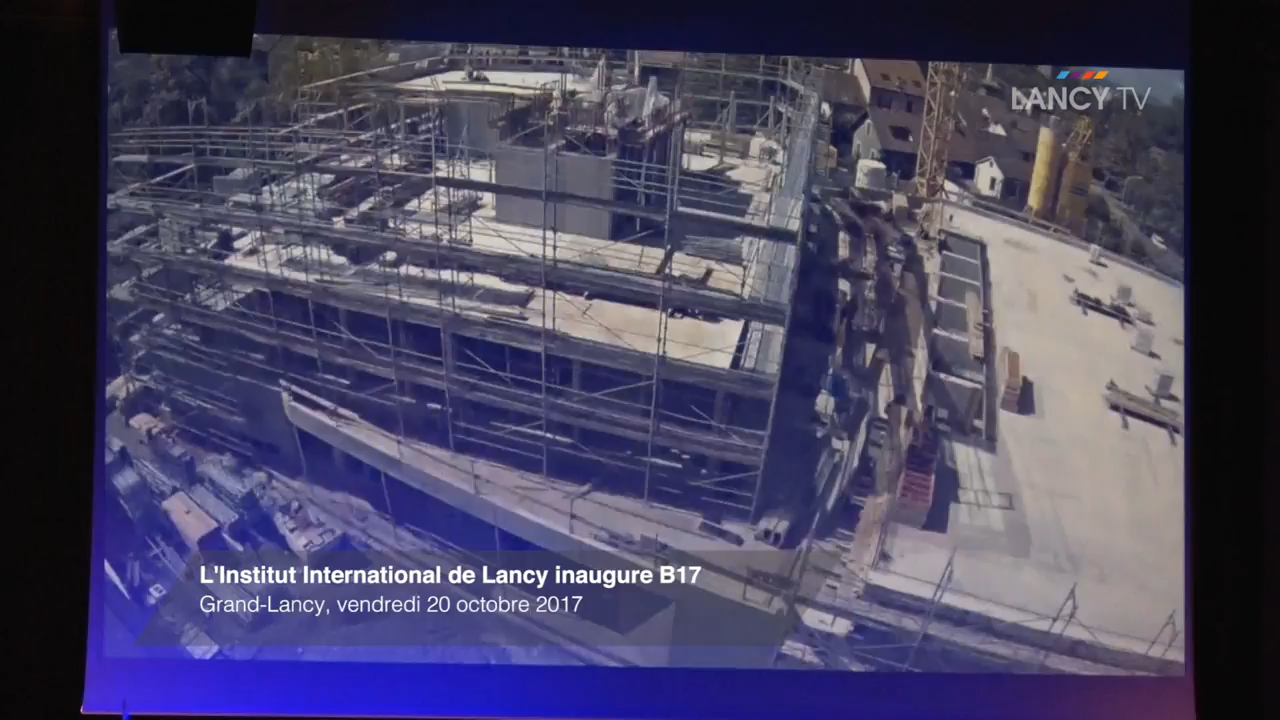 LANCY TV
L'Institut International de Lancy inaugure B17
Grand-Lancy, vendredi 20 octobre 2017